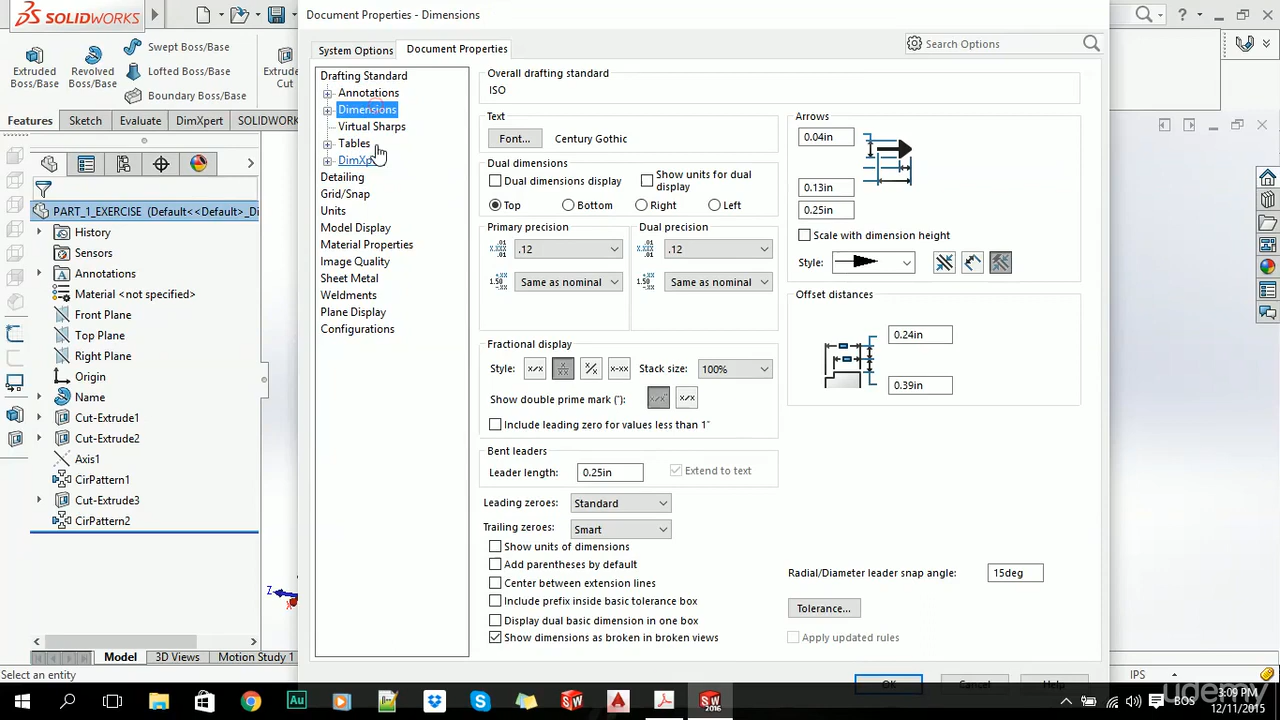 SOLIDWORKS
Document Properties - Dimensions
System Options
Document Properties
Search Options
Extruded Boss/Base
Revolved Boss/Base
Swept Boss/Base
Lofted Boss/Base
Boundary Boss/Base
Extruded Cut
Features
Sketch
Evaluate
DimXpert
SOLIDWORKS
PART_1_EXERCISE (Default<<Default>_Di
History
Sensors
Annotations
Material <not specified>
Front Plane
Top Plane
Right Plane
Origin
Name
Cut-Extrude1
Cut-Extrude2
Axis1
CirPattern1
Cut-Extrude3
CirPattern2
Drafting Standard
Annotations
Dimensions
Virtual Sharps
Tables
DimXp
Detailing
Grid/Snap
Units
Model Display
Material Properties
Image Quality
Sheet Metal
Weldments
Plane Display
Configurations
Overall drafting standard
ISO
Text
Font...
Century Gothic
Dual dimensions
Dual dimensions display
Show units for dual display
Top
Bottom
Right
Left
Primary precision
Dual precision
.12
.12
Same as nominal
Same as nominal
Fractional display
Style:
Stack size:
100%
Show double prime mark ("):
Include leading zero for values less than 1"
Bent leaders
Leader length:
0.25in
Extend to text
Leading zeroes:
Standard
Trailing zeroes:
Smart
Show units of dimensions
Add parentheses by default
Center between extension lines
Include prefix inside basic tolerance box
Display dual basic dimension in one box
Show dimensions as broken in broken views
Arrows
0.04in
0.13in
0.25in
Scale with dimension height
Style:
Offset distances
0.24in
0.39in
Radial/Diameter leader snap angle:
15deg
Tolerance...
Apply updated rules
OK
Cancel
Help
Z
Model
3D Views
Motion Study 1
Select an entity
IPS
Au
SW
2016
BOS
3:09 PM
12/11/2015
udemy